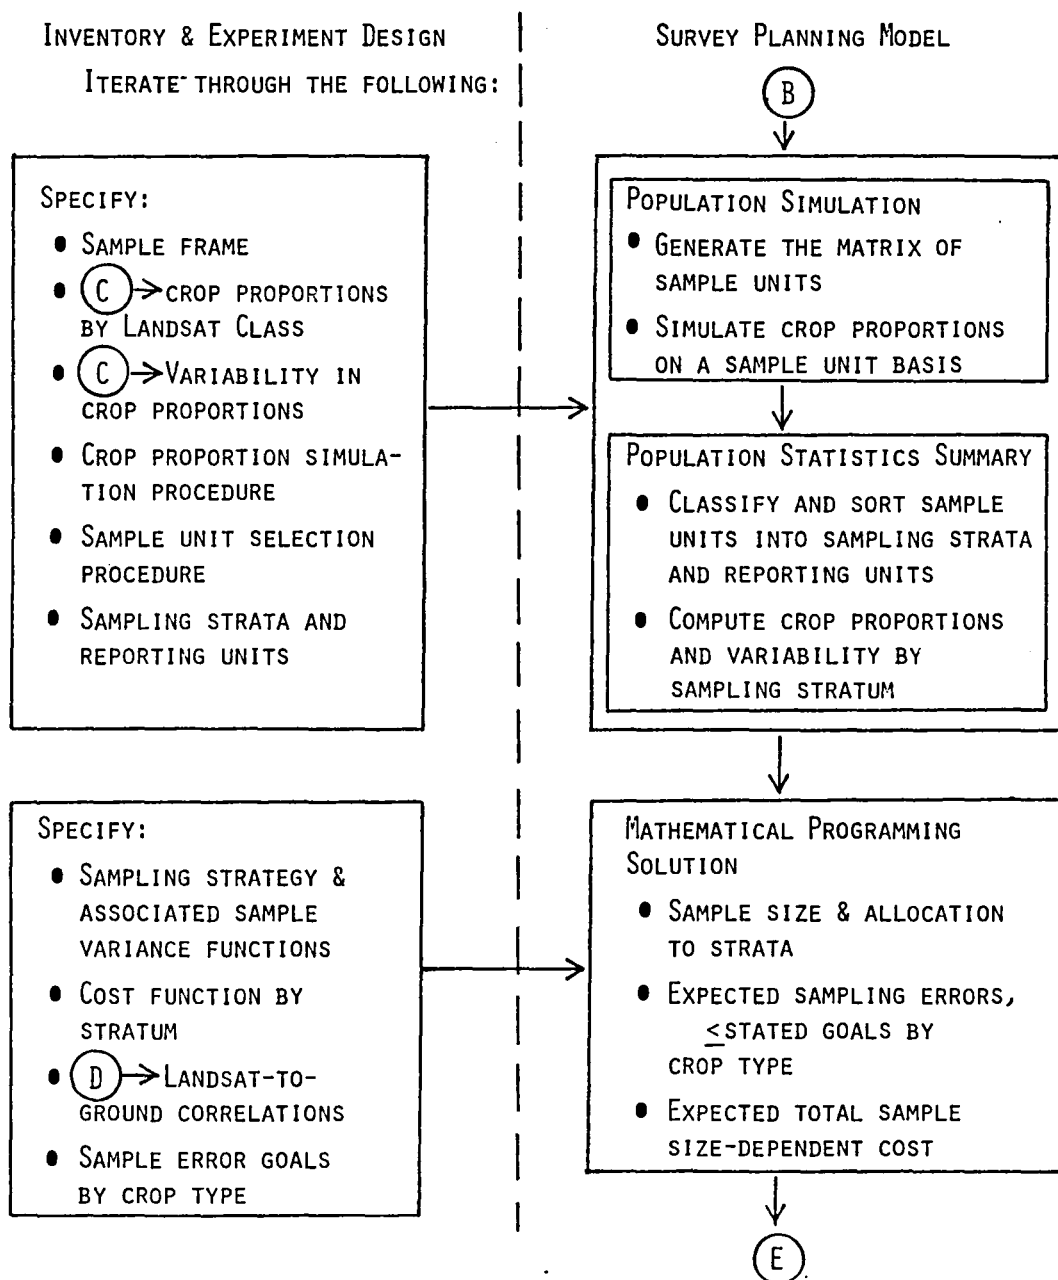 INVENTORY & EXPERIMENT DESIGN
ITERATE THROUGH THE FOLLOWING:
SPECIFY:
● SAMPLE FRAME
● C → CROP PROPORTIONS
BY LANDSAT CLASS
● C → VARIABILITY IN
CROP PROPORTIONS
● CROP PROPORTION SIMULA-
TION PROCEDURE
● SAMPLE UNIT SELECTION
PROCEDURE
● SAMPLING STRATA AND
REPORTING UNITS
SPECIFY:
● SAMPLING STRATEGY &
ASSOCIATED SAMPLE
VARIANCE FUNCTIONS
● COST FUNCTION BY
STRATUM
● D → LANDSAT-TO-
GROUND CORRELATIONS
● SAMPLE ERROR GOALS
BY CROP TYPE
SURVEY PLANNING MODEL
B
POPULATION SIMULATION
● GENERATE THE MATRIX OF
SAMPLE UNITS
● SIMULATE CROP PROPORTIONS
ON A SAMPLE UNIT BASIS
POPULATION STATISTICS SUMMARY
● CLASSIFY AND SORT SAMPLE
UNITS INTO SAMPLING STRATA
AND REPORTING UNITS
● COMPUTE CROP PROPORTIONS
AND VARIABILITY BY
SAMPLING STRATUM
MATHEMATICAL PROGRAMMING
SOLUTION
● SAMPLE SIZE & ALLOCATION
TO STRATA
● EXPECTED SAMPLING ERRORS,
≤STATED GOALS BY
CROP TYPE
● EXPECTED TOTAL SAMPLE
SIZE-DEPENDENT COST
E